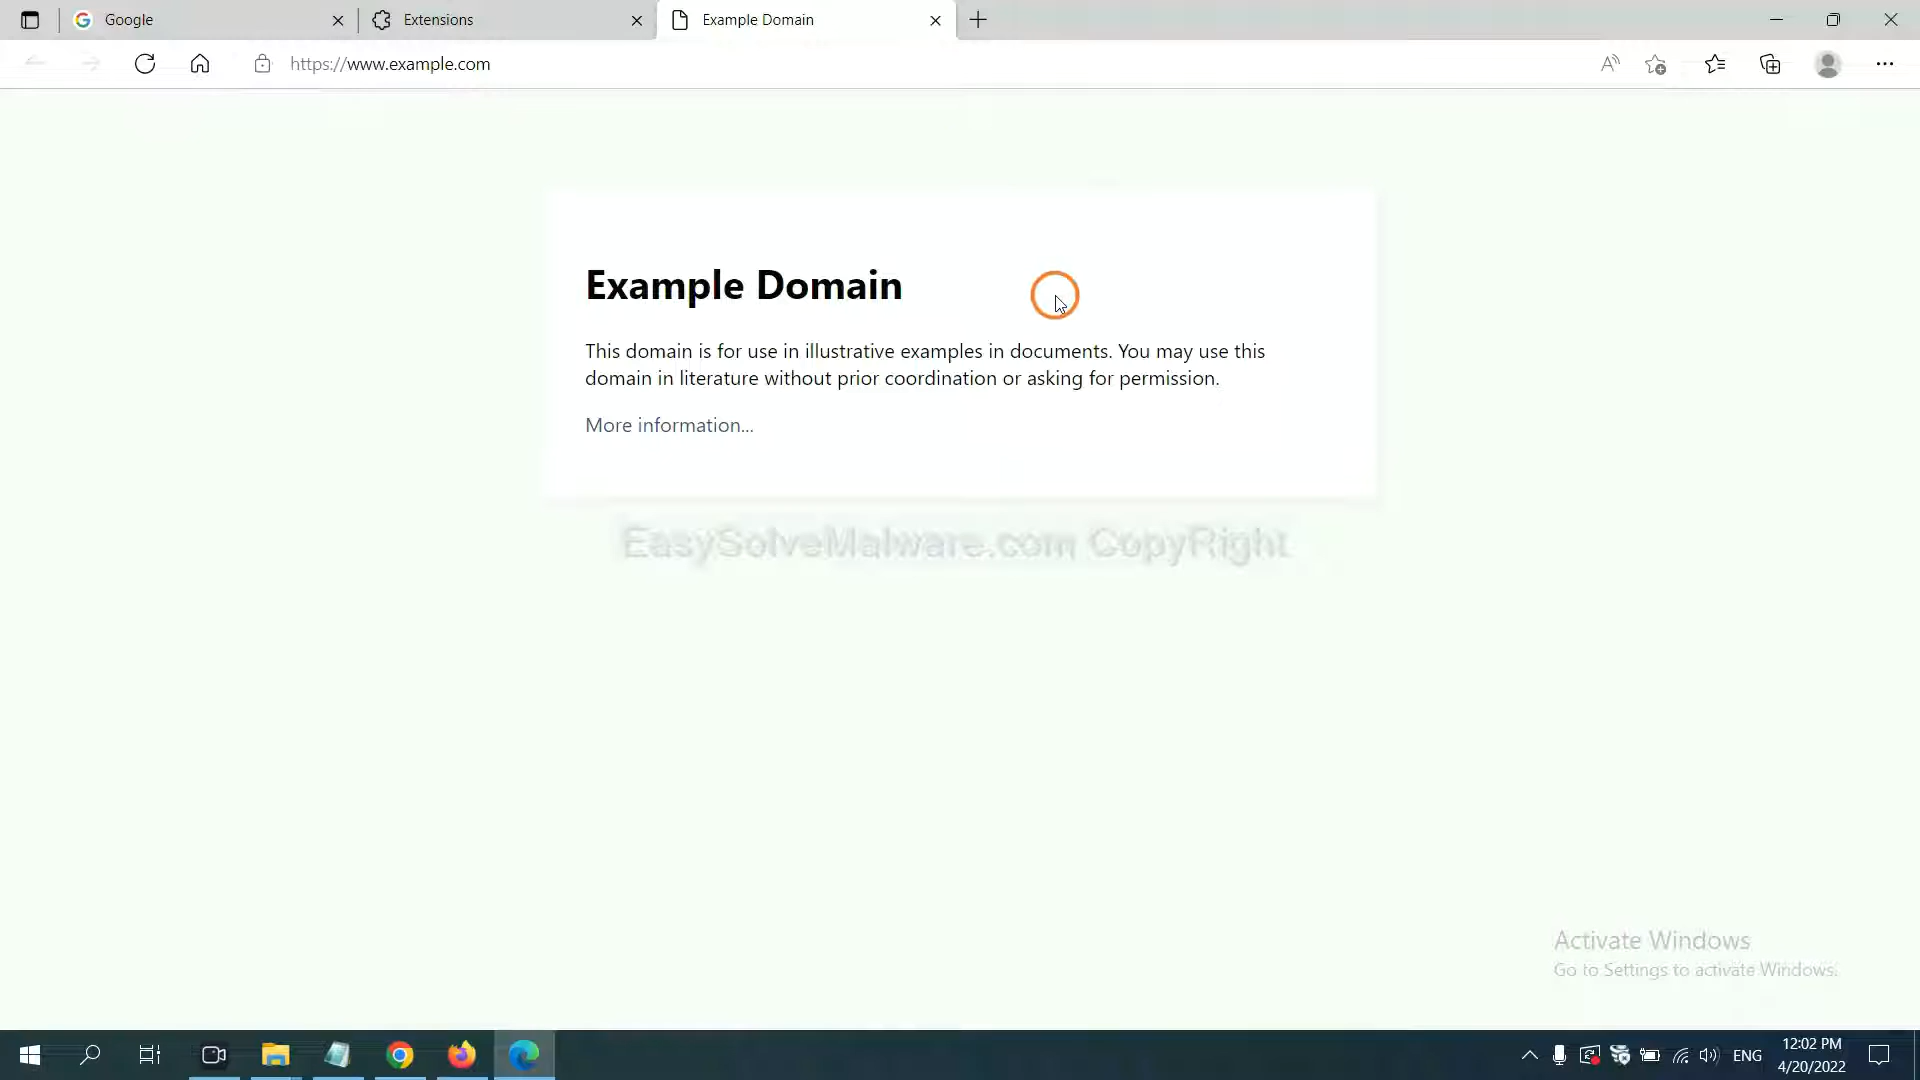 Google
Extensions
Example Domain
https://www.example.com
Example Domain
This domain is for use in illustrative examples in documents. You may use this
domain in literature without prior coordination or asking for permission.
More information...
EasySolveMalware.com CopyRight
Activate Windows
Go to Settings to activate Windows.
ENG
12:02 PM
4/20/2022